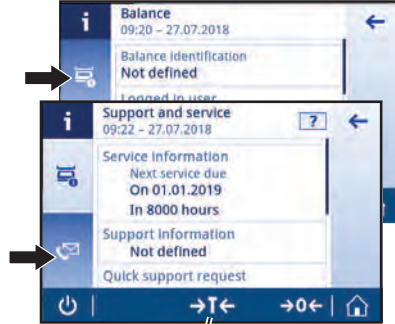 i
Balance
09:20 – 27.07.2018
Balance identification
Not defined
Logged in user
i
Support and service
09:22 – 27.07.2018
?
Service information
Next service due
On 01.01.2019
In 8000 hours
Support information
Not defined
Quick support request
→T←
→0←